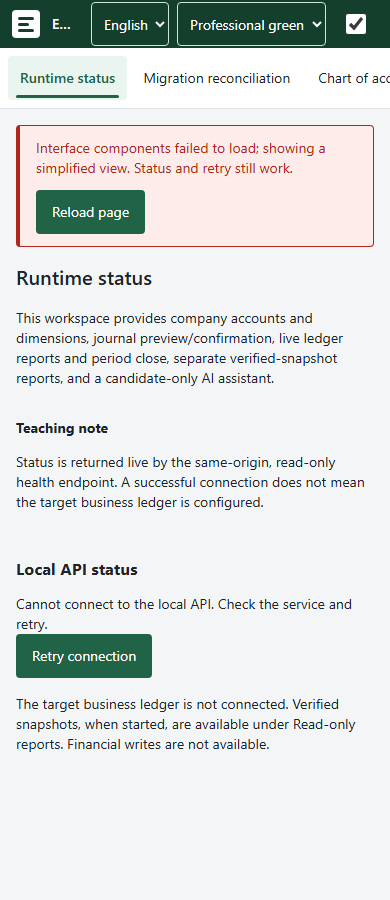 E...
English
Professional green
Runtime status
Migration reconciliation
Chart of acc
Interface components failed to load; showing a
simplified view. Status and retry still work.
Reload page
Runtime status
This workspace provides company accounts and
dimensions, journal preview/confirmation, live ledger
reports and period close, separate verified-snapshot
reports, and a candidate-only AI assistant.
Teaching note
Status is returned live by the same-origin, read-only
health endpoint. A successful connection does not mean
the target business ledger is configured.
Local API status
Cannot connect to the local API. Check the service and
retry.
Retry connection
The target business ledger is not connected. Verified
snapshots, when started, are available under Read-only
reports. Financial writes are not available.